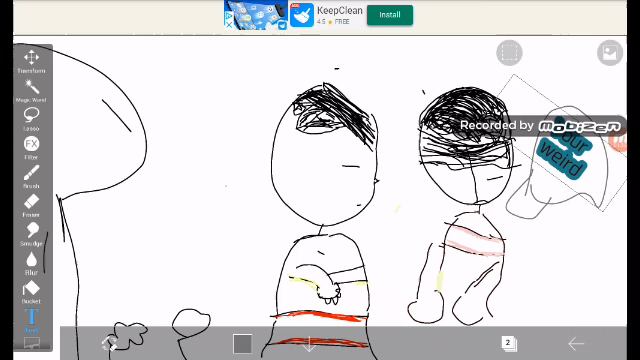 KeepClean
4.5 ★ FREE
Install
Transform
Magic Wand
Lasso
FX
Filter
Brush
Eraser
Smudge
Blur
Bucket
T
Recorded by MOBIZEN
your
weird
2